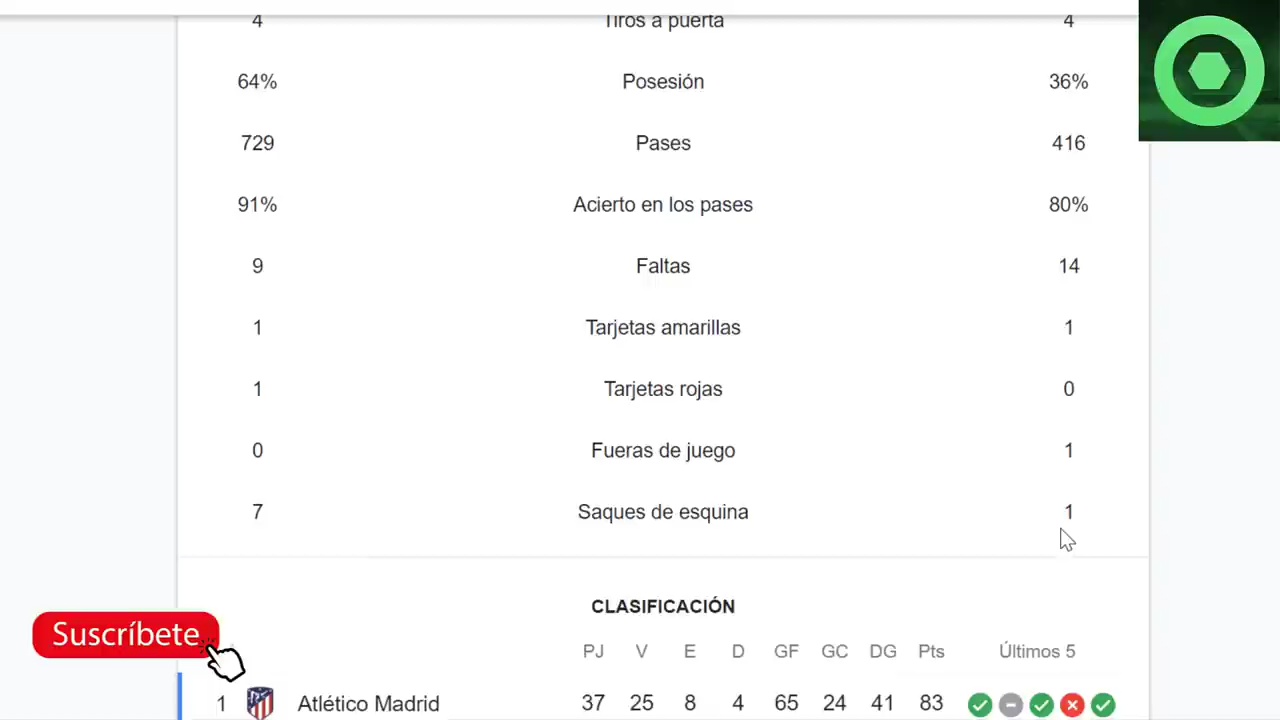 4 Tiros a puerta 4
64% Posesión 36%
729 Pases 416
91% Acierto en los pases 80%
9 Faltas 14
1 Tarjetas amarillas 1
1 Tarjetas rojas 0
0 Fueras de juego 1
7 Saques de esquina 1
CLASIFICACIÓN
PJ V E D GF GC DG Pts Últimos 5
Suscríbete
1 Atlético Madrid 37 25 8 4 65 24 41 83